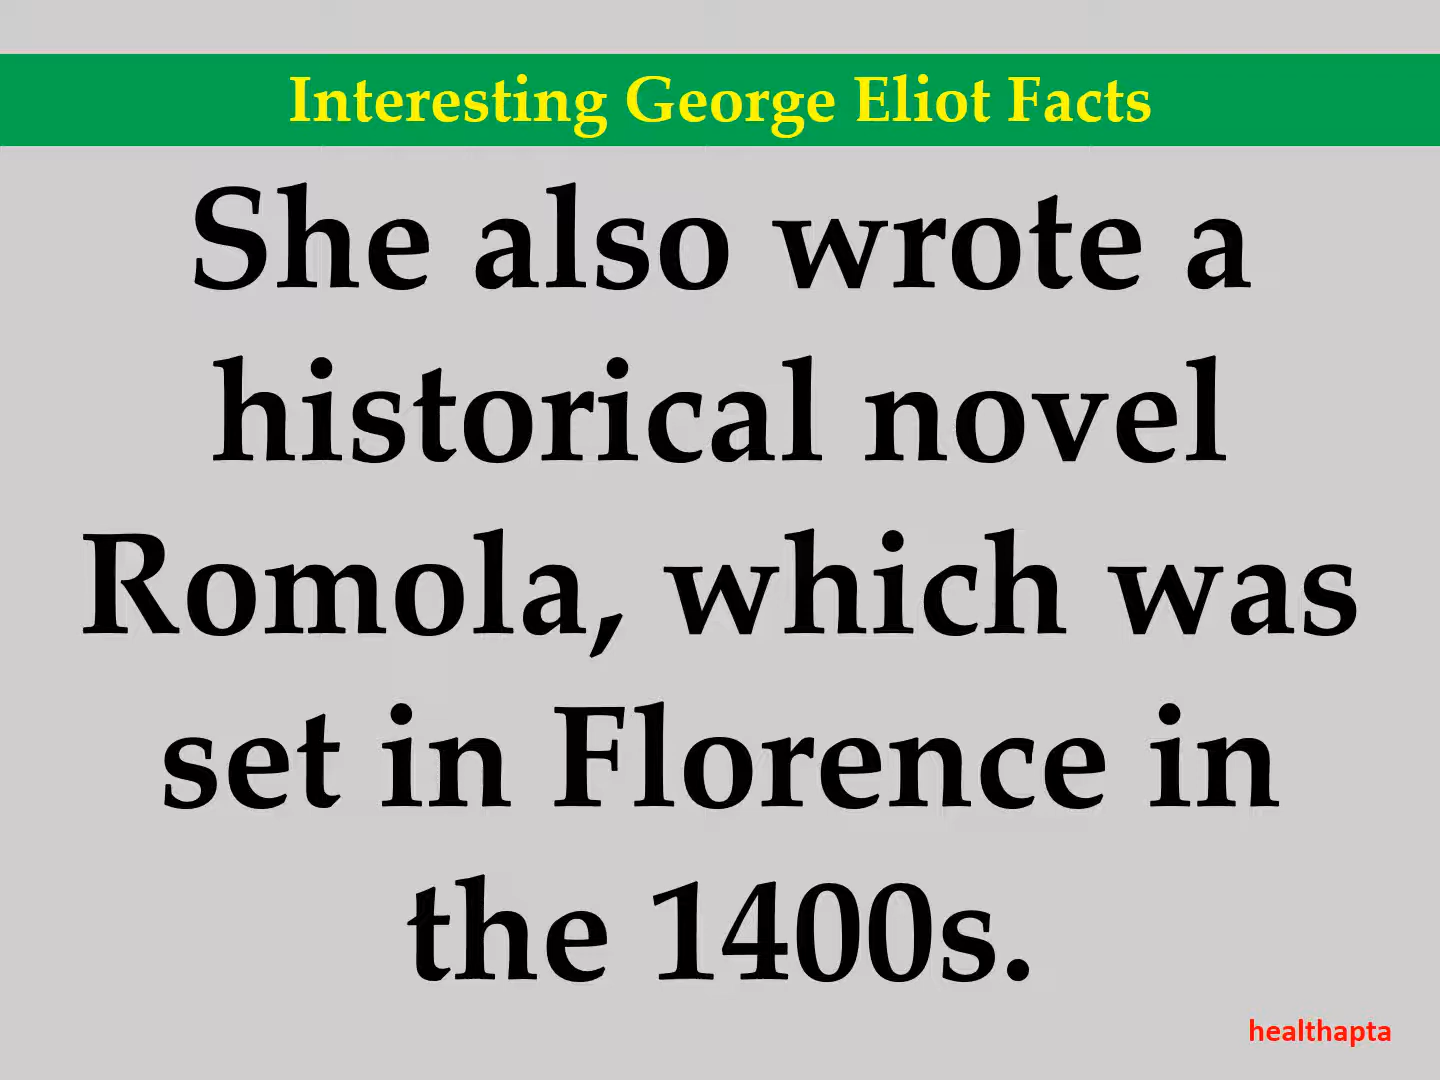 Interesting George Eliot Facts
She also wrote a
historical novel
Romola, which was
set in Florence in
the 1400s.
healthapta